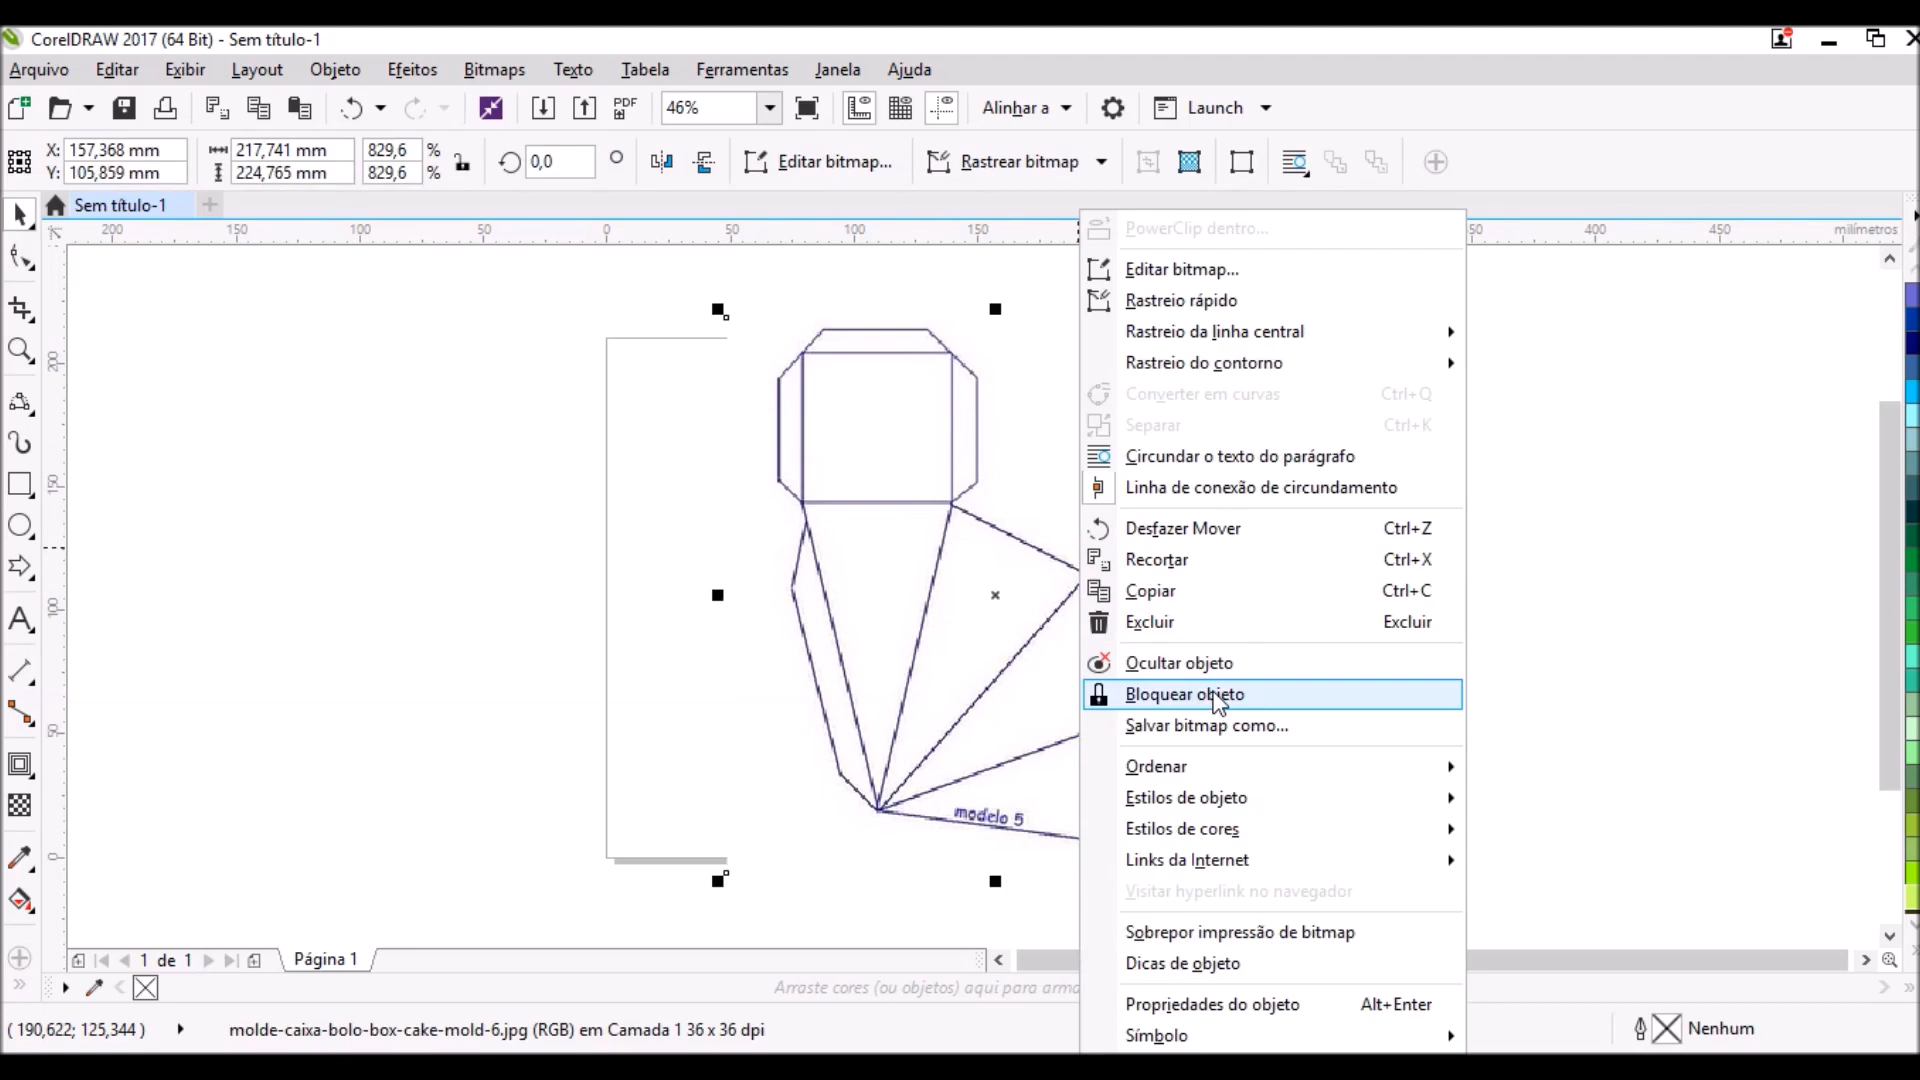 CorelDRAW 2017 (64 Bit) - Sem título-1
Arquivo Editar Exibir Layout Objeto Efeitos Bitmaps Texto Tabela Ferramentas Janela Ajuda
PDF 46% Alinhar a Launch
X: 157,368 mm 217,741 mm 829,6 %
Y: 105,859 mm 224,765 mm 829,6 %
0,0 Editar bitmap... Rastrear bitmap
Sem título-1
200 150 100 50 0 50 100 150 50 400 450 milímetros
200
150
100
50
0
modelo 5
PowerClip dentro...
Editar bitmap...
Rastreio rápido
Rastreio da linha central
Rastreio do contorno
Converter em curvas Ctrl+Q
Separar Ctrl+K
Circundar o texto do parágrafo
Linha de conexão de circundamento
Desfazer Mover Ctrl+Z
Recortar Ctrl+X
Copiar Ctrl+C
Excluir Excluir
Ocultar objeto
Bloquear objeto
Salvar bitmap como...
Ordenar
Estilos de objeto
Estilos de cores
Links da Internet
Visitar hyperlink no navegador
Sobrepor impressão de bitmap
Dicas de objeto
Propriedades do objeto Alt+Enter
Símbolo
1 de 1 Página 1
Arraste cores (ou objetos) aqui para arma
( 190,622; 125,344 ) molde-caixa-bolo-box-cake-mold-6.jpg (RGB) em Camada 1 36 x 36 dpi Nenhum